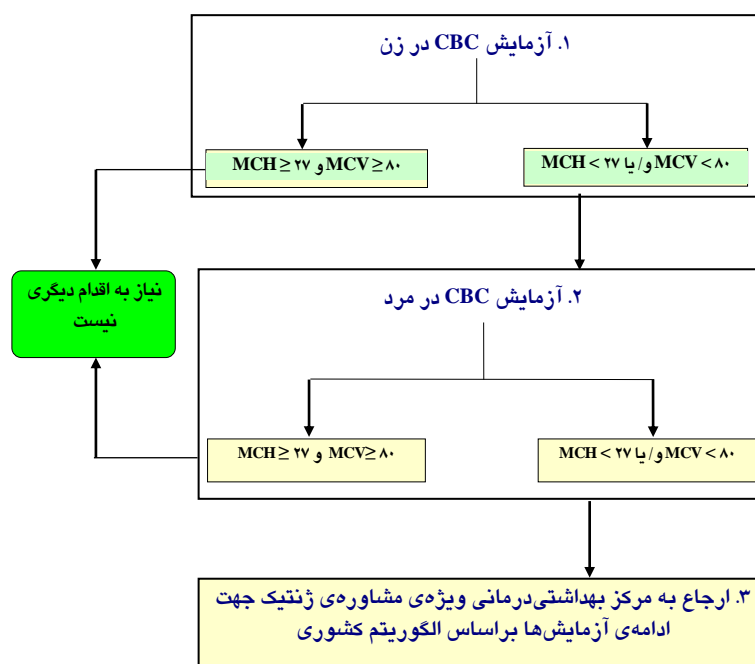 ۱. آزمایش CBC در زن
MCV < ۸۰ و/ یا MCH < ۲۷
MCV ≥ ۸۰ و MCH ≥ ۲۷
نیاز به اقدام دیگری
نیست
۲. آزمایش CBC در مرد
MCV < ۸۰ و/ یا MCH < ۲۷
MCV ≥ ۸۰ و MCH ≥ ۲۷
۳. ارجاع به مرکز بهداشتی‌درمانی ویژه‌ی مشاوره‌ی ژنتیک جهت
ادامه‌ی آزمایش‌ها براساس الگوریتم کشوری